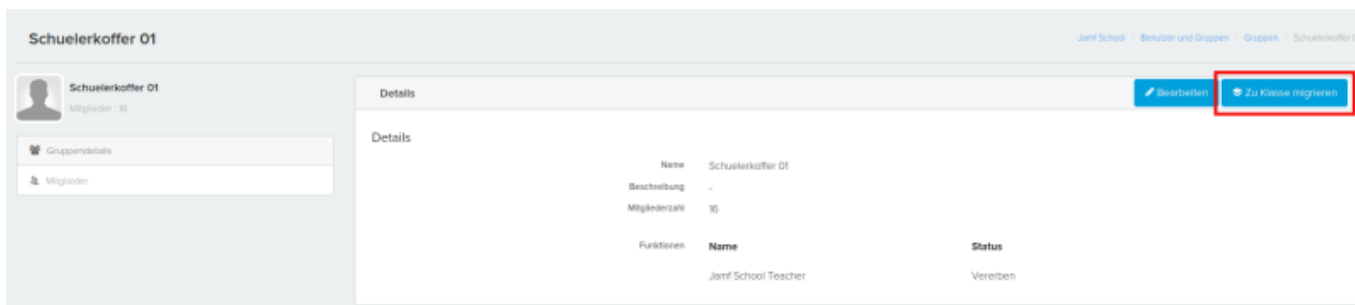 Schuelerkoffer 01
Jamf School / Benutzer und Gruppen / Gruppen / Schuelerkoffer
Schuelerkoffer 01
Mitglieder : 16
Gruppendetails
Mitglieder
Details
Bearbeiten
Zu Klasse migrieren
Details
Name Schuelerkoffer 01
Beschreibung -
Mitgliederzahl 16
Funktionen Name Status
Jamf School Teacher Vererben